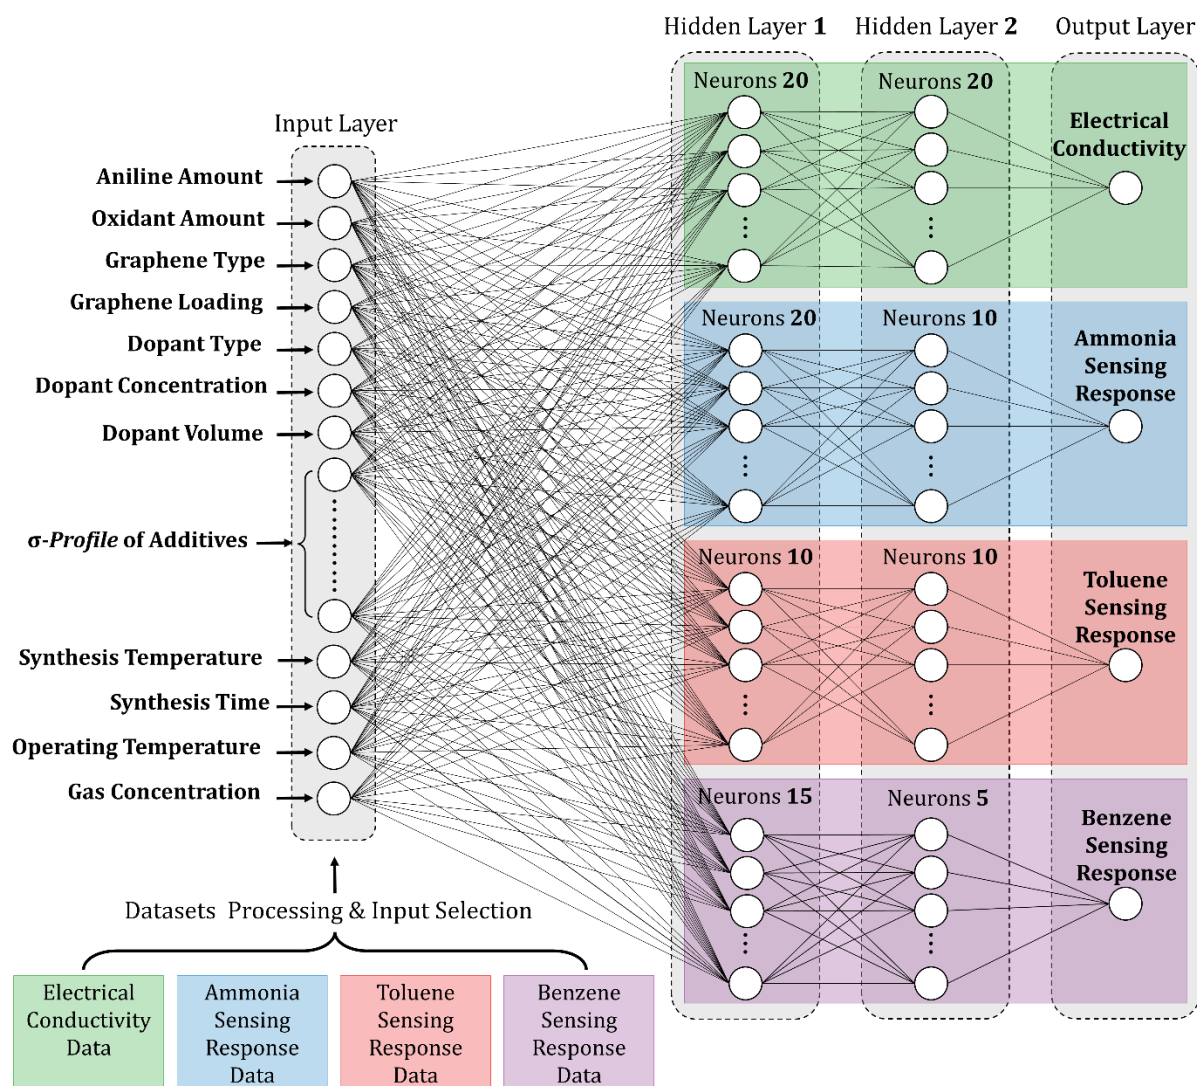 Hidden Layer 1
Hidden Layer 2
Output Layer
Input Layer
Aniline Amount
Oxidant Amount
Graphene Type
Graphene Loading
Dopant Type
Dopant Concentration
Dopant Volume
σ-Profile of Additives
Synthesis Temperature
Synthesis Time
Operating Temperature
Gas Concentration
Neurons 20
Neurons 20
Electrical
Conductivity
Neurons 20
Neurons 10
Ammonia
Sensing
Response
Neurons 10
Neurons 10
Toluene
Sensing
Response
Neurons 15
Neurons 5
Benzene
Sensing
Response
Datasets Processing & Input Selection
Electrical
Conductivity
Data
Ammonia
Sensing
Response
Data
Toluene
Sensing
Response
Data
Benzene
Sensing
Response
Data